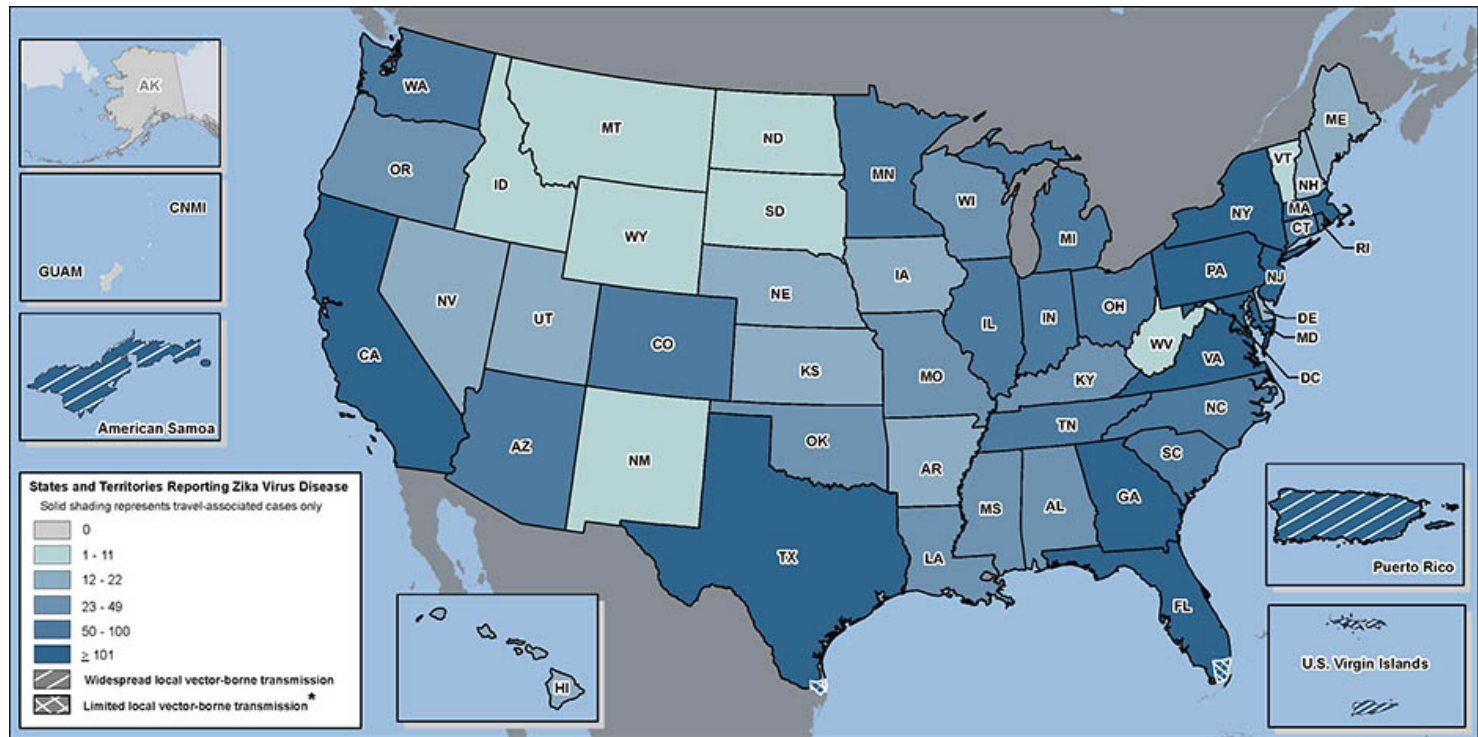 AK
CNMI
GUAM
American Samoa
States and Territories Reporting Zika Virus Disease
Solid shading represents travel-associated cases only
0
1 - 11
12 - 22
23 - 49
50 - 100
≥ 101
Widespread local vector-borne transmission
Limited local vector-borne transmission*
WA
OR
CA
NV
ID
MT
WY
UT
AZ
CO
NM
ND
SD
NE
KS
OK
TX
MN
IA
MO
AR
LA
WI
IL
MS
MI
IN
OH
KY
TN
AL
GA
FL
SC
NC
VA
WV
PA
NY
VT
NH
ME
MA
CT
RI
NJ
DE
MD
DC
HI
Puerto Rico
U.S. Virgin Islands